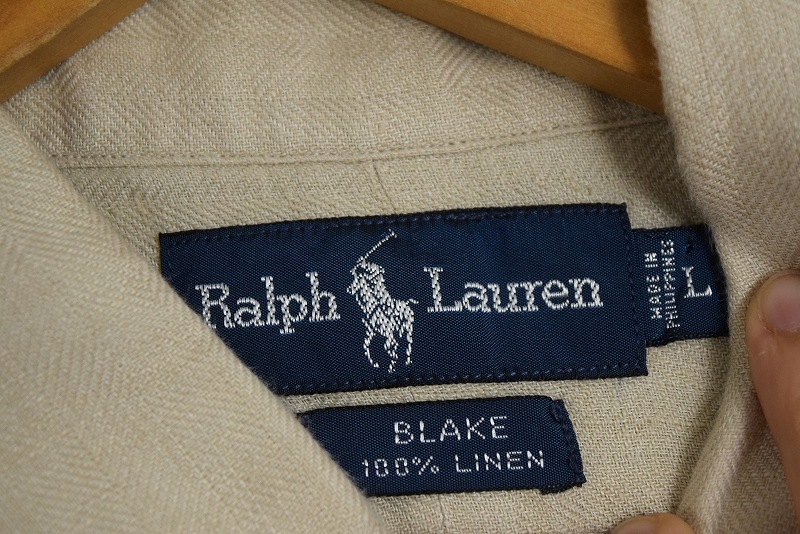 Ralph Lauren
MADE IN
PHILIPPINES
L
BLAKE
100% LINEN